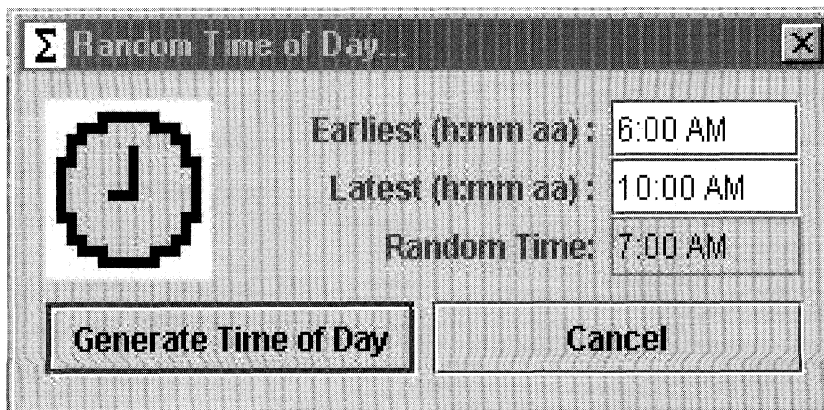 Σ Random Time of Day...
Earliest (h:mm aa) : 6:00 AM
Latest (h:mm aa) : 10:00 AM
Random Time: 7:00 AM
Generate Time of Day Cancel